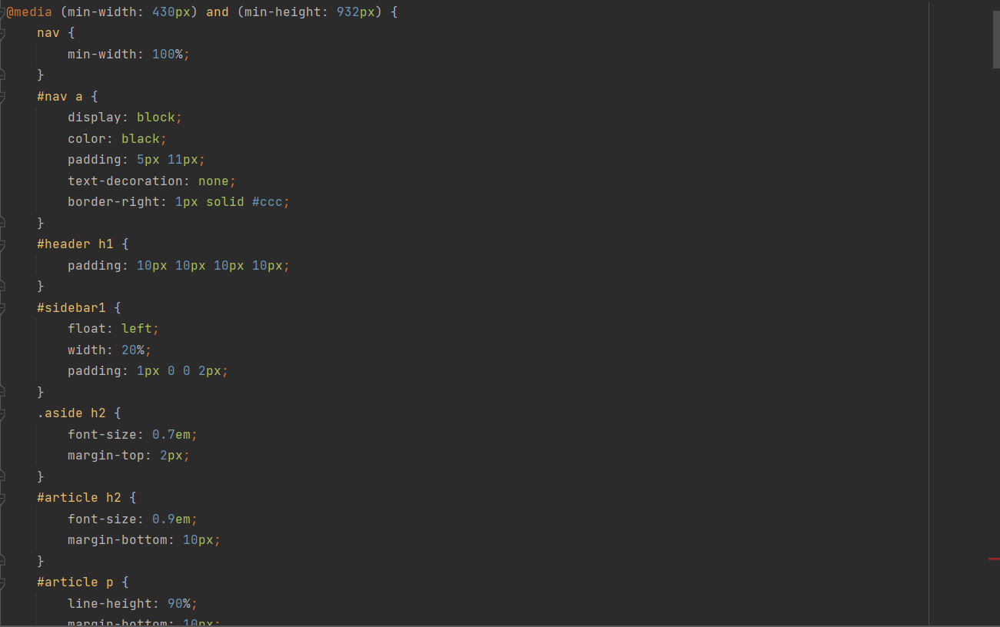 @media (min-width: 430px) and (min-height: 932px) {
    nav {
        min-width: 100%;
    }
    #nav a {
        display: block;
        color: black;
        padding: 5px 11px;
        text-decoration: none;
        border-right: 1px solid #ccc;
    }
    #header h1 {
        padding: 10px 10px 10px 10px;
    }
    #sidebar1 {
        float: left;
        width: 20%;
        padding: 1px 0 0 2px;
    }
    .aside h2 {
        font-size: 0.7em;
        margin-top: 2px;
    }
    #article h2 {
        font-size: 0.9em;
        margin-bottom: 10px;
    }
    #article p {
        line-height: 90%;
        margin-bottom: 10px;